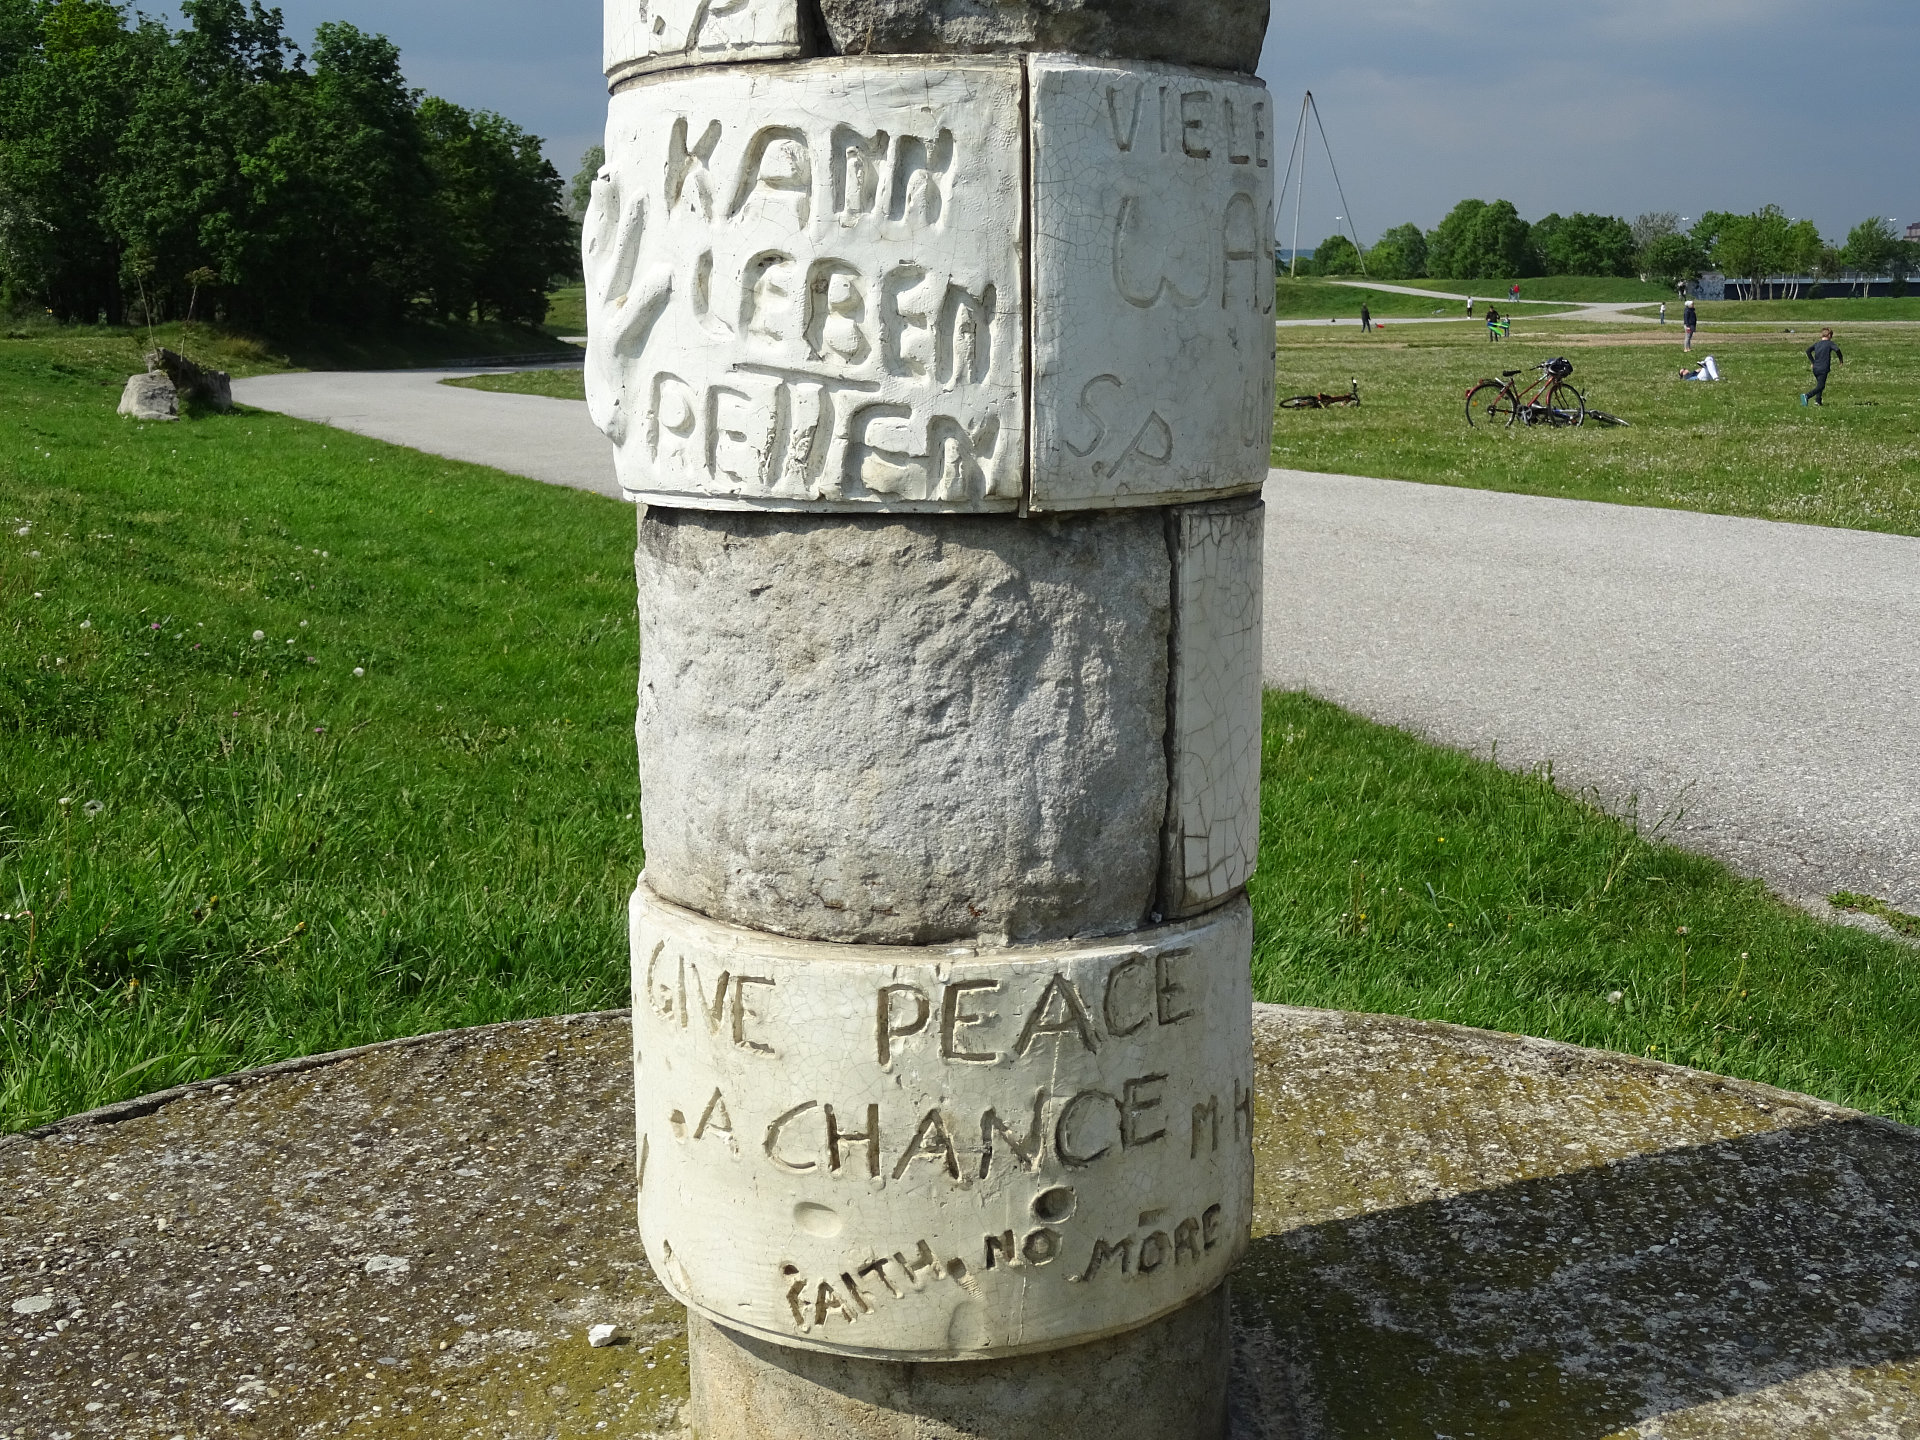 KANN
LEBEN
RETTEN
VIELE
S.P
GIVE PEACE
A CHANCE M.H
FAITH. NO MORE